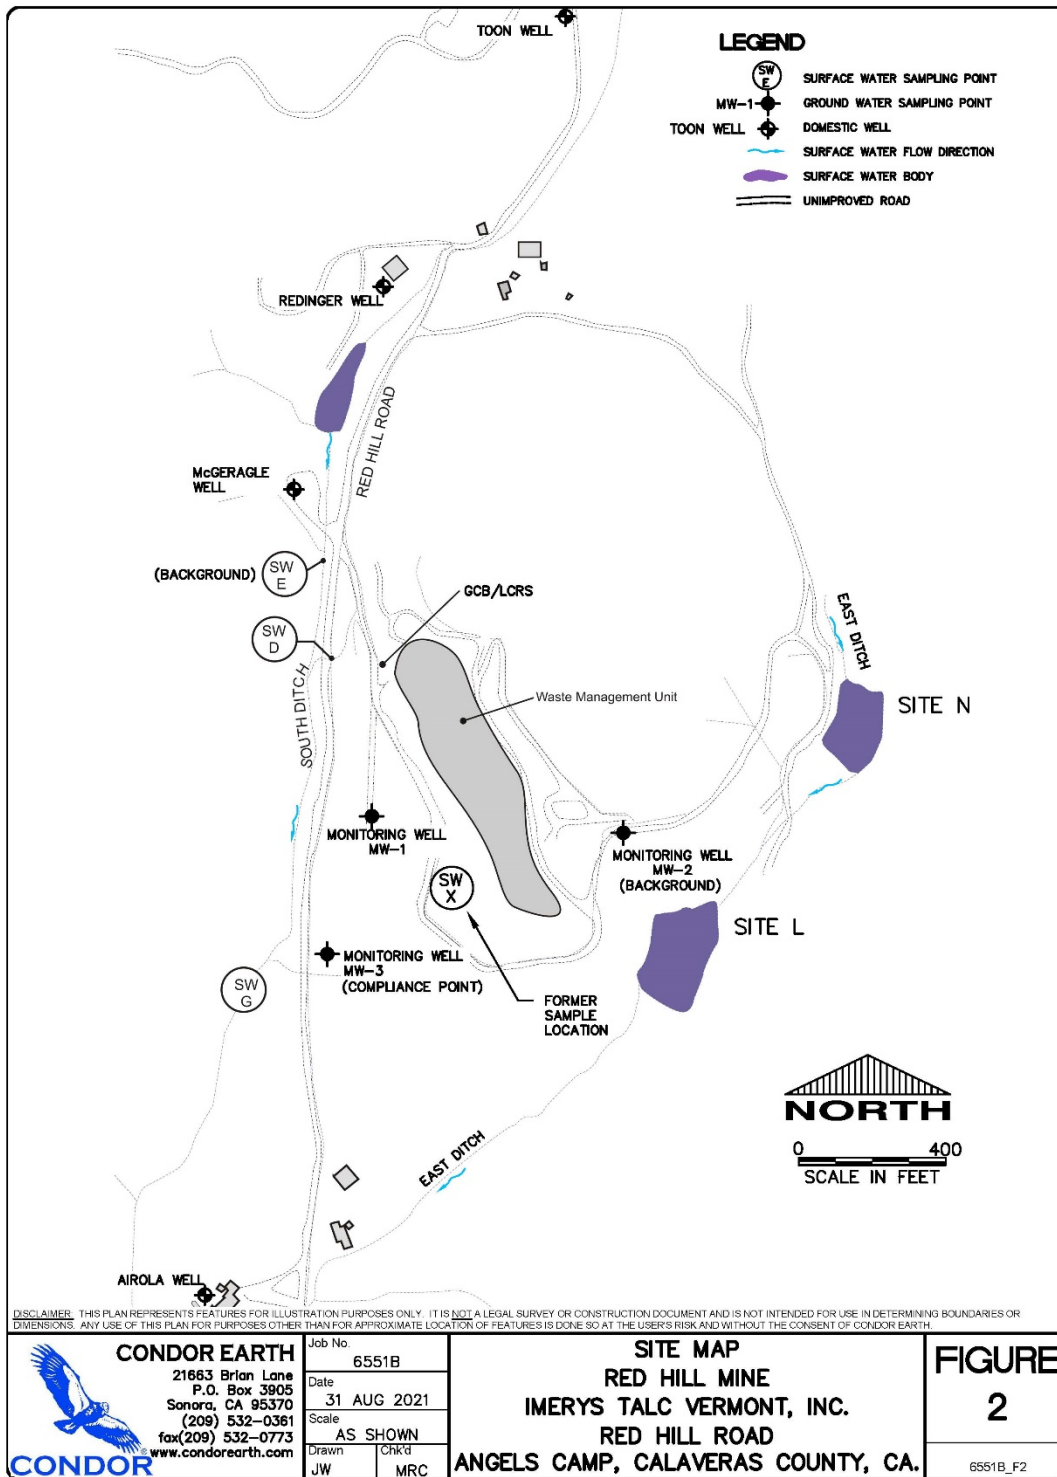 TOON WELL
LEGEND
SW
E
SURFACE WATER SAMPLING POINT
MW-1
GROUND WATER SAMPLING POINT
TOON WELL
DOMESTIC WELL
SURFACE WATER FLOW DIRECTION
SURFACE WATER BODY
UNIMPROVED ROAD
REDINGER WELL
RED HILL ROAD
McGERAGLE
WELL
(BACKGROUND)
SW
E
GCB/LCRS
EAST DITCH
SW
D
SOUTH DITCH
Waste Management Unit
SITE N
MONITORING WELL
MW-1
MONITORING WELL
MW-2
(BACKGROUND)
SW
X
SITE L
MONITORING WELL
MW-3
(COMPLIANCE POINT)
SW
G
FORMER
SAMPLE
LOCATION
NORTH
0 400
SCALE IN FEET
EAST DITCH
AIROLA WELL
DISCLAIMER: THIS PLAN REPRESENTS FEATURES FOR ILLUSTRATION PURPOSES ONLY. IT IS NOT A LEGAL SURVEY OR CONSTRUCTION DOCUMENT AND IS NOT INTENDED FOR USE IN DETERMINING BOUNDARIES OR
DIMENSIONS. ANY USE OF THIS PLAN FOR PURPOSES OTHER THAN FOR APPROXIMATE LOCATION OF FEATURES IS DONE SO AT THE USER'S RISK AND WITHOUT THE CONSENT OF CONDOR EARTH.
CONDOR EARTH
21663 Brian Lane
P.O. Box 3905
Sonora, CA 95370
(209) 532-0361
fax(209) 532-0773
www.condorearth.com
CONDOR
Job No.
6551B
Date
31 AUG 2021
Scale
AS SHOWN
Drawn
JW
Chk'd
MRC
SITE MAP
RED HILL MINE
IMERYS TALC VERMONT, INC.
RED HILL ROAD
ANGELS CAMP, CALAVERAS COUNTY, CA.
FIGURE
2
6551B_F2